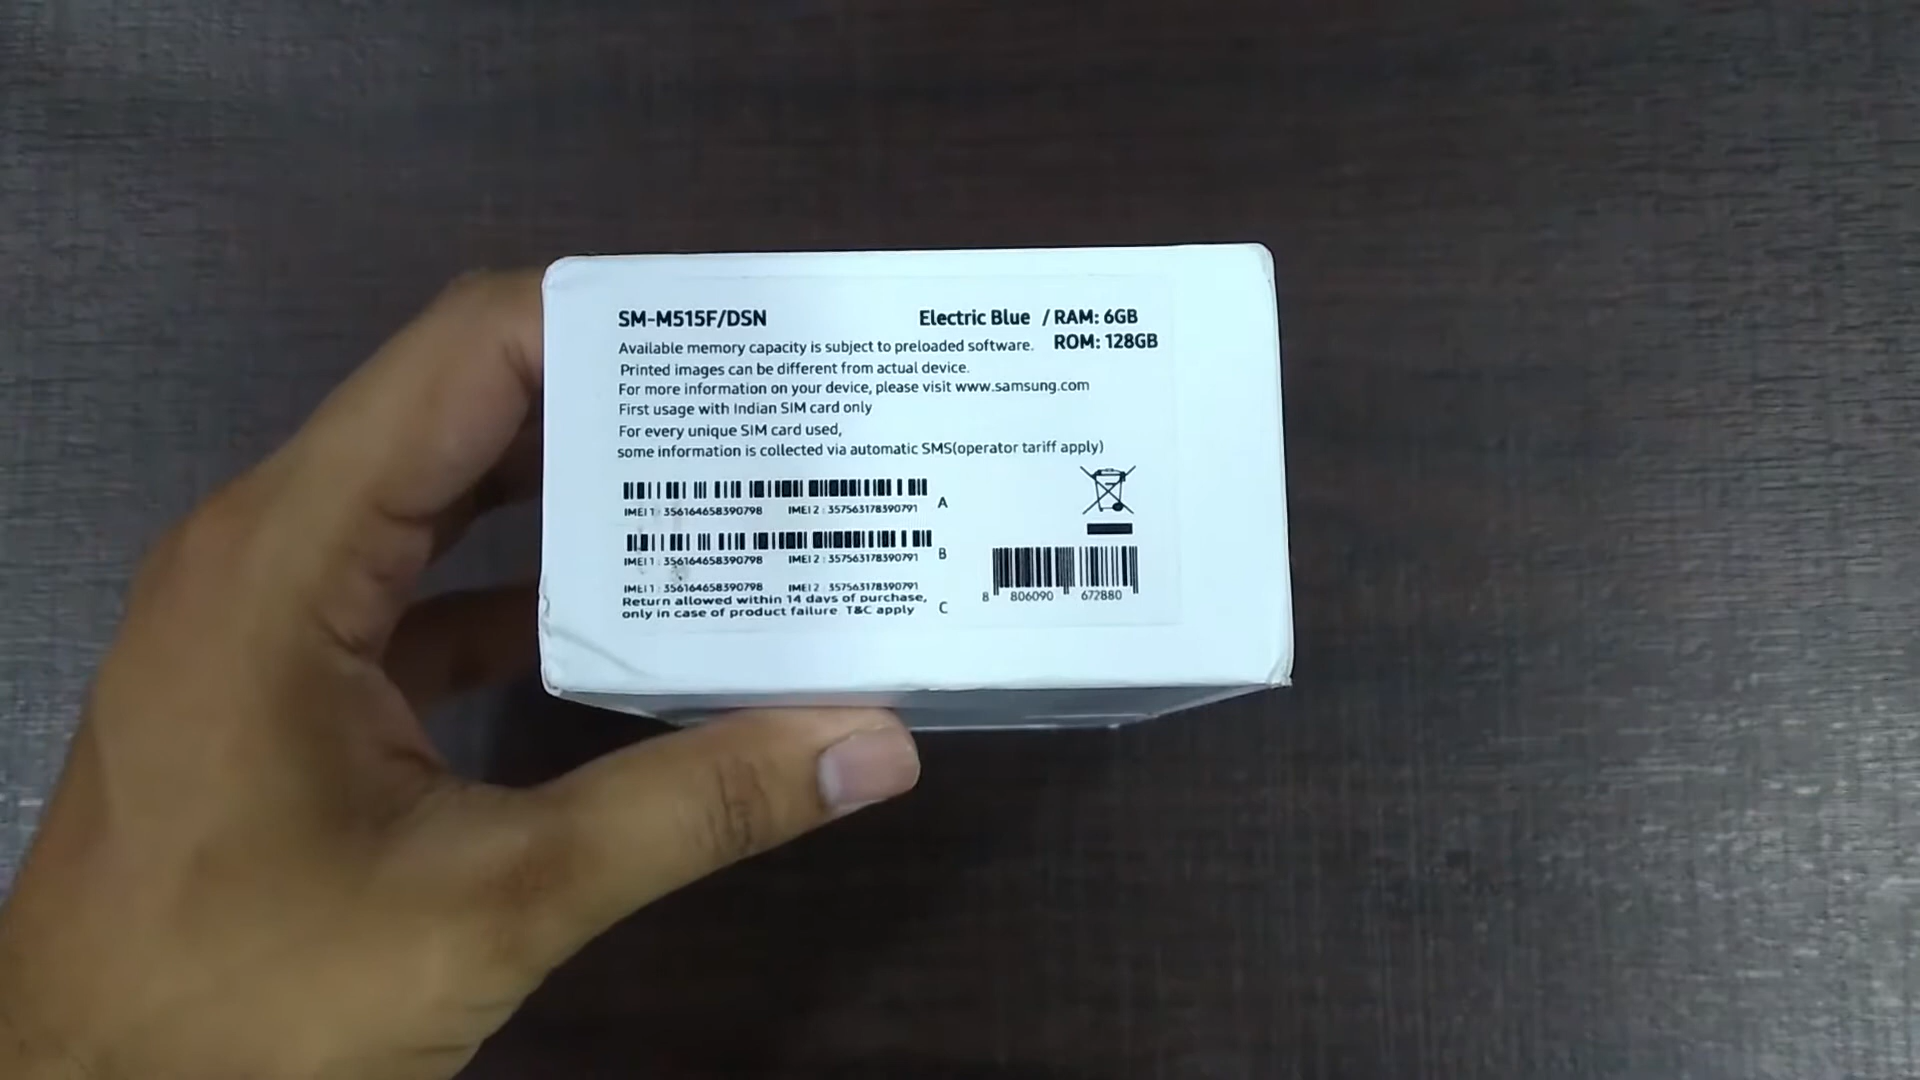 SM-M515F/DSN Electric Blue / RAM: 6GB
ROM: 128GB
Available memory capacity is subject to preloaded software.
Printed images can be different from actual device.
For more information on your device, please visit www.samsung.com
First usage with Indian SIM card only
For every unique SIM card used,
some information is collected via automatic SMS(operator tariff apply)
IMEI 1 : 356164658390798 IMEI 2 : 357563178390791 A
IMEI 1 : 356164658390798 IMEI 2 : 357563178390791 B
IMEI 1 : 356164658390798 IMEI 2 : 357563178390791
Return allowed within 14 days of purchase,
only in case of product failure T&C apply C
8 806090 672880